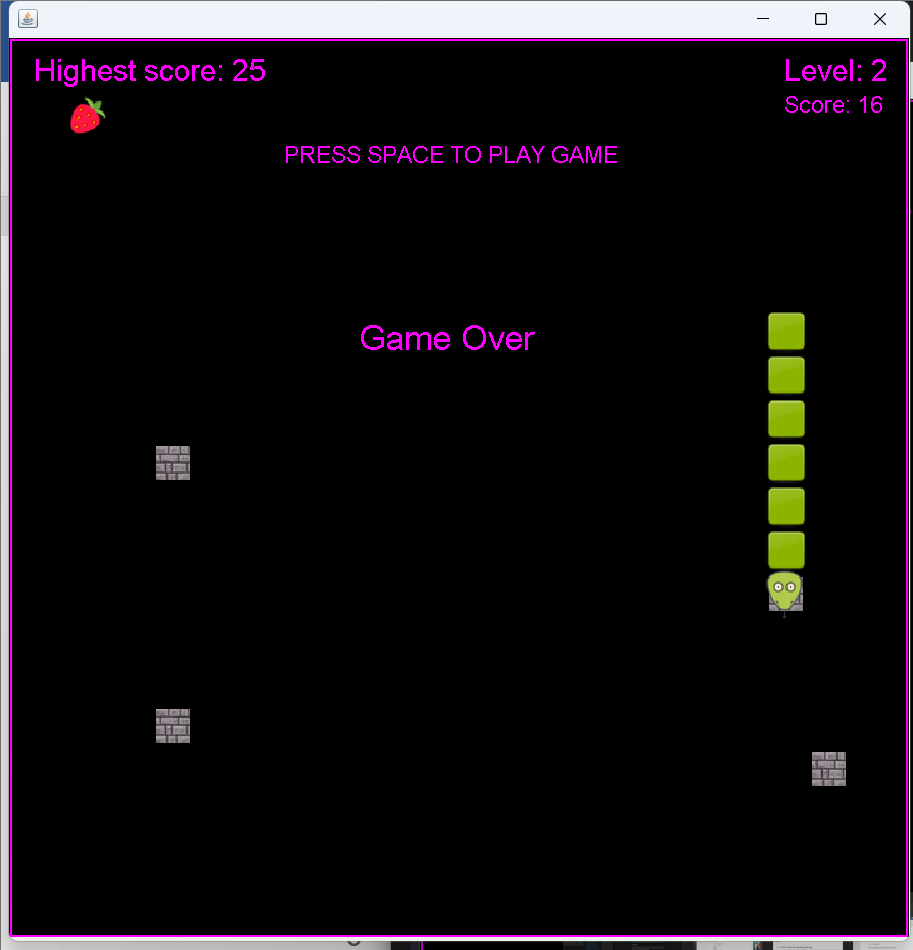 Highest score: 25
Level: 2
Score: 16
PRESS SPACE TO PLAY GAME
Game Over